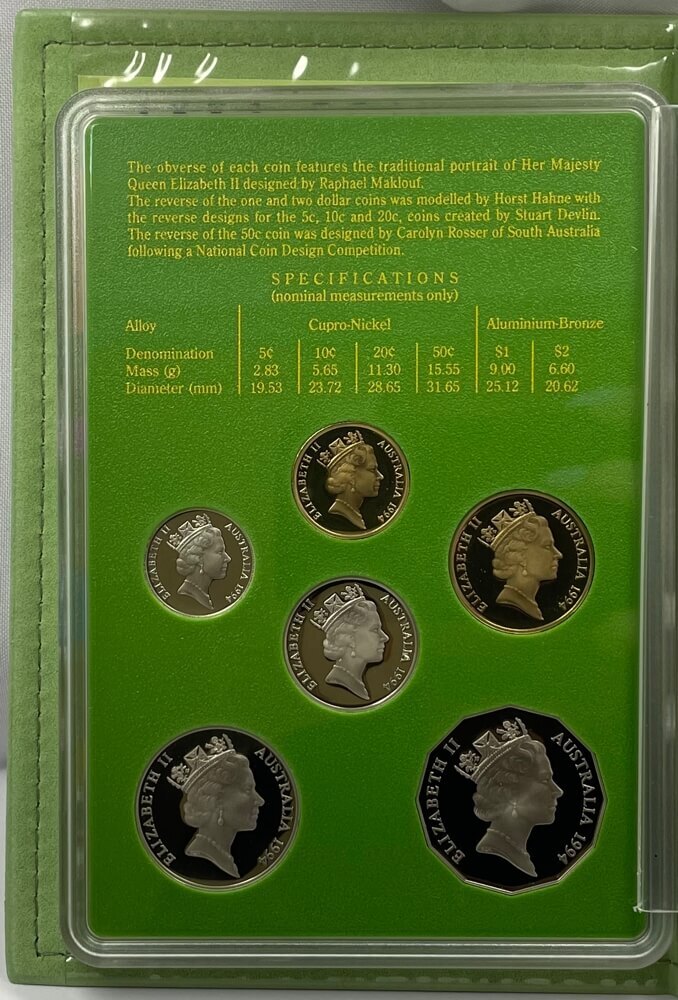 The obverse of each coin features the traditional portrait of Her Majesty
Queen Elizabeth II designed by Raphael Maklouf.
The reverse of the one and two dollar coins was modelled by Horst Hahne with
the reverse designs for the 5c, 10c and 20c, coins created by Stuart Devlin.
The reverse of the 50c coin was designed by Carolyn Rosser of South Australia
following a National Coin Design Competition.
SPECIFICATIONS
(nominal measurements only)
Alloy Cupro-Nickel Aluminium-Bronze
Denomination 5¢ 10¢ 20¢ 50¢ $1 $2
Mass (g) 2.83 5.65 11.30 15.55 9.00 6.60
Diameter (mm) 19.53 23.72 28.65 31.65 25.12 20.62
ELIZABETH II AUSTRALIA 1994
ELIZABETH II AUSTRALIA 1994
ELIZABETH II AUSTRALIA 1994
ELIZABETH II AUSTRALIA 1994
ELIZABETH II AUSTRALIA 1994
ELIZABETH II AUSTRALIA 1994